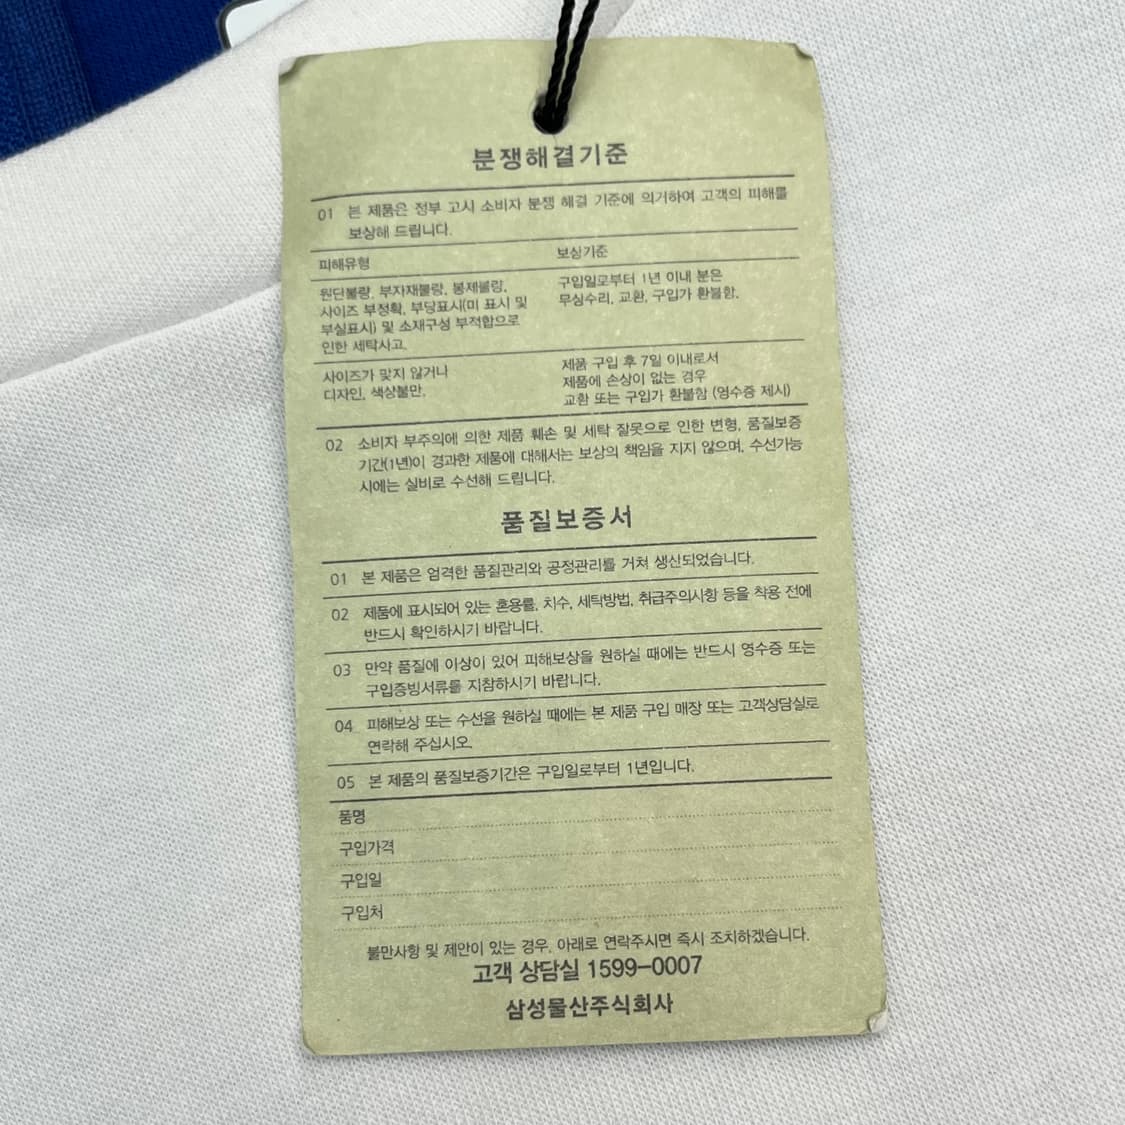 분쟁해결기준
01 본 제품은 정부 고시 소비자 분쟁 해결 기준에 의거하여 고객의 피해를
보상해 드립니다.
피해유형 보상기준
원단불량, 부자재불량, 봉제불량,
사이즈 부정확, 부당표시(미 표시 및
부실표시) 및 소재구성 부적합으로
인한 세탁사고.
구입일로부터 1년 이내 분은
무상수리, 교환, 구입가 환불함.
사이즈가 맞지 않거나
디자인, 색상불만.
제품 구입 후 7일 이내로서
제품에 손상이 없는 경우
교환 또는 구입가 환불함 (영수증 제시)
02 소비자 부주의에 의한 제품 훼손 및 세탁 잘못으로 인한 변형, 품질보증
기간(1년)이 경과한 제품에 대해서는 보상의 책임을 지지 않으며, 수선가능
시에는 실비로 수선해 드립니다.
품질보증서
01 본 제품은 엄격한 품질관리와 공정관리를 거쳐 생산되었습니다.
02 제품에 표시되어 있는 혼용률, 치수, 세탁방법, 취급주의사항 등을 착용 전에
반드시 확인하시기 바랍니다.
03 만약 품질에 이상이 있어 피해보상을 원하실 때에는 반드시 영수증 또는
구입증빙서류를 지참하시기 바랍니다.
04 피해보상 또는 수선을 원하실 때에는 본 제품 구입 매장 또는 고객상담실로
연락해 주십시오.
05 본 제품의 품질보증기간은 구입일로부터 1년입니다.
품명
구입가격
구입일
구입처
불만사항 및 제안이 있는 경우, 아래로 연락주시면 즉시 조치하겠습니다.
고객 상담실 1599-0007
삼성물산주식회사